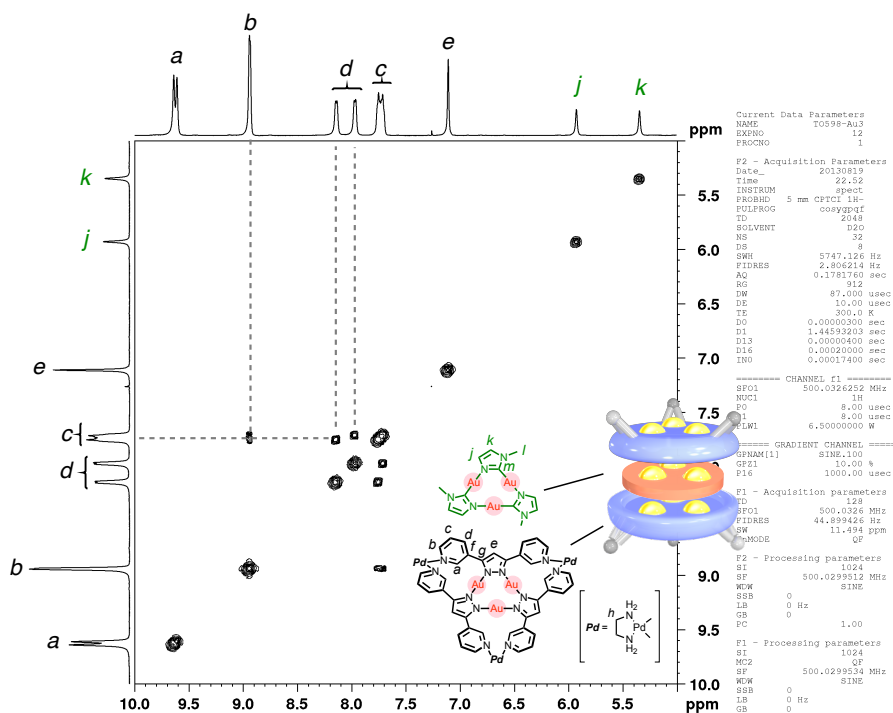 a
b
d
c
e
j
k
ppm
k
j
e
c
d
b
a
5.5
6.0
6.5
7.0
7.5
9.0
9.5
10.0
10.0
9.5
9.0
8.5
8.0
7.5
7.0
6.5
6.0
5.5
ppm
ppm
k
j
N
l
N
m
Au
Au
N
N
N
Au
N
c
b
d
f
e
g
a
Pd
N
N
N
N
N
Pd
N
Au
Au
N
N
N
Au
N
N
N
Pd
Pd =
h
H2
N
Pd
N
H2
Current Data Parameters
NAME TO598-Au3
EXPNO 12
PROCNO 1
F2 - Acquisition Parameters
Date_ 20130819
Time 22.52
INSTRUM spect
PROBHD 5 mm CPTCI 1H-
PULPROG cosygpqf
TD 2048
SOLVENT D2O
NS 32
DS 8
SWH 5747.126 Hz
FIDRES 2.806214 Hz
AQ 0.1781760 sec
RG 912
DW 87.000 usec
DE 10.00 usec
TE 300.0 K
D0 0.00000300 sec
D1 1.44593203 sec
D13 0.00000400 sec
D16 0.00020000 sec
IN0 0.00017400 sec
======== CHANNEL f1 ========
SFO1 500.0326252 MHz
NUC1 1H
P0 8.00 usec
8.00 usec
PLW1 6.50000000 W
====== GRADIENT CHANNEL =====
GPNAM[1] SINE.100
GPZ1 10.00 %
P16 1000.00 usec
F1 - Acquisition parameters
TD 128
SFO1 500.0326 MHz
FIDRES 44.899426 Hz
SW 11.494 ppm
FnMODE QF
F2 - Processing parameters
SI 1024
SF 500.0299512 MHz
WDW SINE
SSB 0
LB 0 Hz
GB 0
PC 1.00
F1 - Processing parameters
SI 1024
MC2 QF
SF 500.0299534 MHz
WDW SINE
SSB 0
LB 0 Hz
GB 0